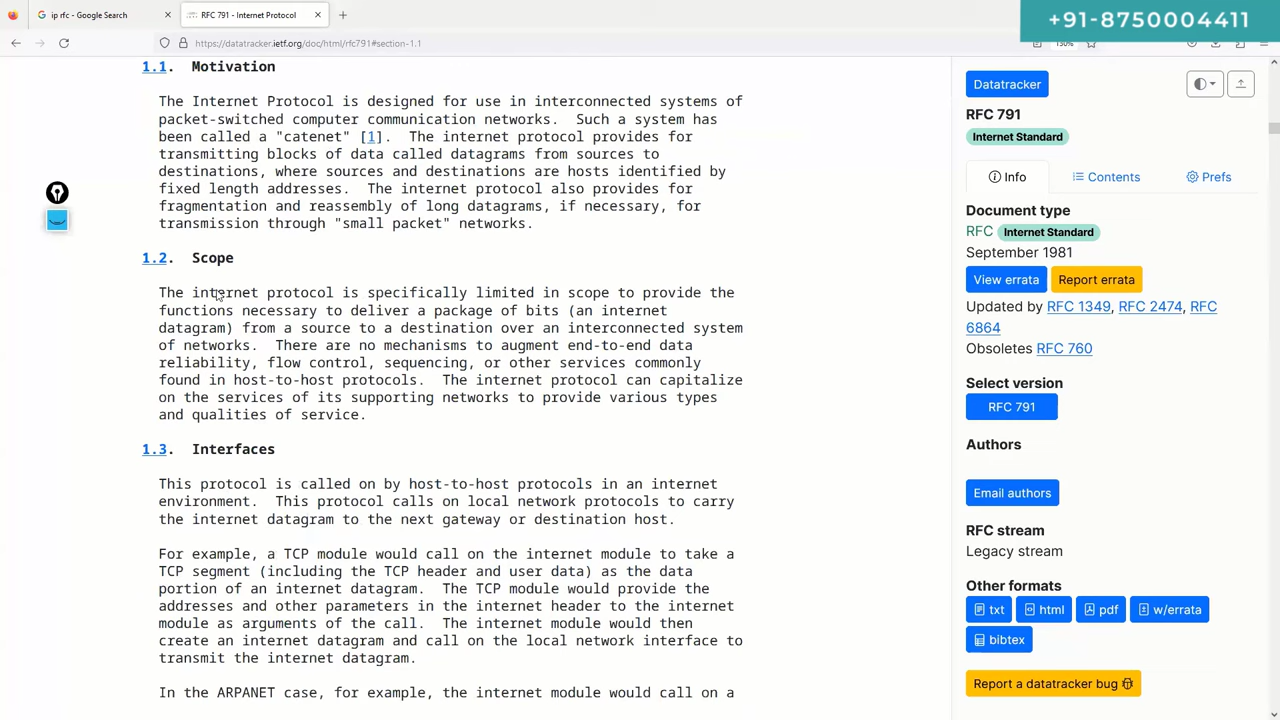 ip rfc - Google Search
RFC 791 - Internet Protocol
+91-8750004411
https://datatracker.ietf.org/doc/html/rfc791#section-1.1
130%
1.1. Motivation
The Internet Protocol is designed for use in interconnected systems of
packet-switched computer communication networks. Such a system has
been called a "catenet" [1]. The internet protocol provides for
transmitting blocks of data called datagrams from sources to
destinations, where sources and destinations are hosts identified by
fixed length addresses. The internet protocol also provides for
fragmentation and reassembly of long datagrams, if necessary, for
transmission through "small packet" networks.
1.2. Scope
The internet protocol is specifically limited in scope to provide the
functions necessary to deliver a package of bits (an internet
datagram) from a source to a destination over an interconnected system
of networks. There are no mechanisms to augment end-to-end data
reliability, flow control, sequencing, or other services commonly
found in host-to-host protocols. The internet protocol can capitalize
on the services of its supporting networks to provide various types
and qualities of service.
1.3. Interfaces
This protocol is called on by host-to-host protocols in an internet
environment. This protocol calls on local network protocols to carry
the internet datagram to the next gateway or destination host.
For example, a TCP module would call on the internet module to take a
TCP segment (including the TCP header and user data) as the data
portion of an internet datagram. The TCP module would provide the
addresses and other parameters in the internet header to the internet
module as arguments of the call. The internet module would then
create an internet datagram and call on the local network interface to
transmit the internet datagram.
In the ARPANET case, for example, the internet module would call on a
Datatracker
RFC 791
Internet Standard
Info
Contents
Prefs
Document type
RFC Internet Standard
September 1981
View errata Report errata
Updated by RFC 1349, RFC 2474, RFC
6864
Obsoletes RFC 760
Select version
RFC 791
Authors
Email authors
RFC stream
Legacy stream
Other formats
txt html pdf w/errata
bibtex
Report a datatracker bug